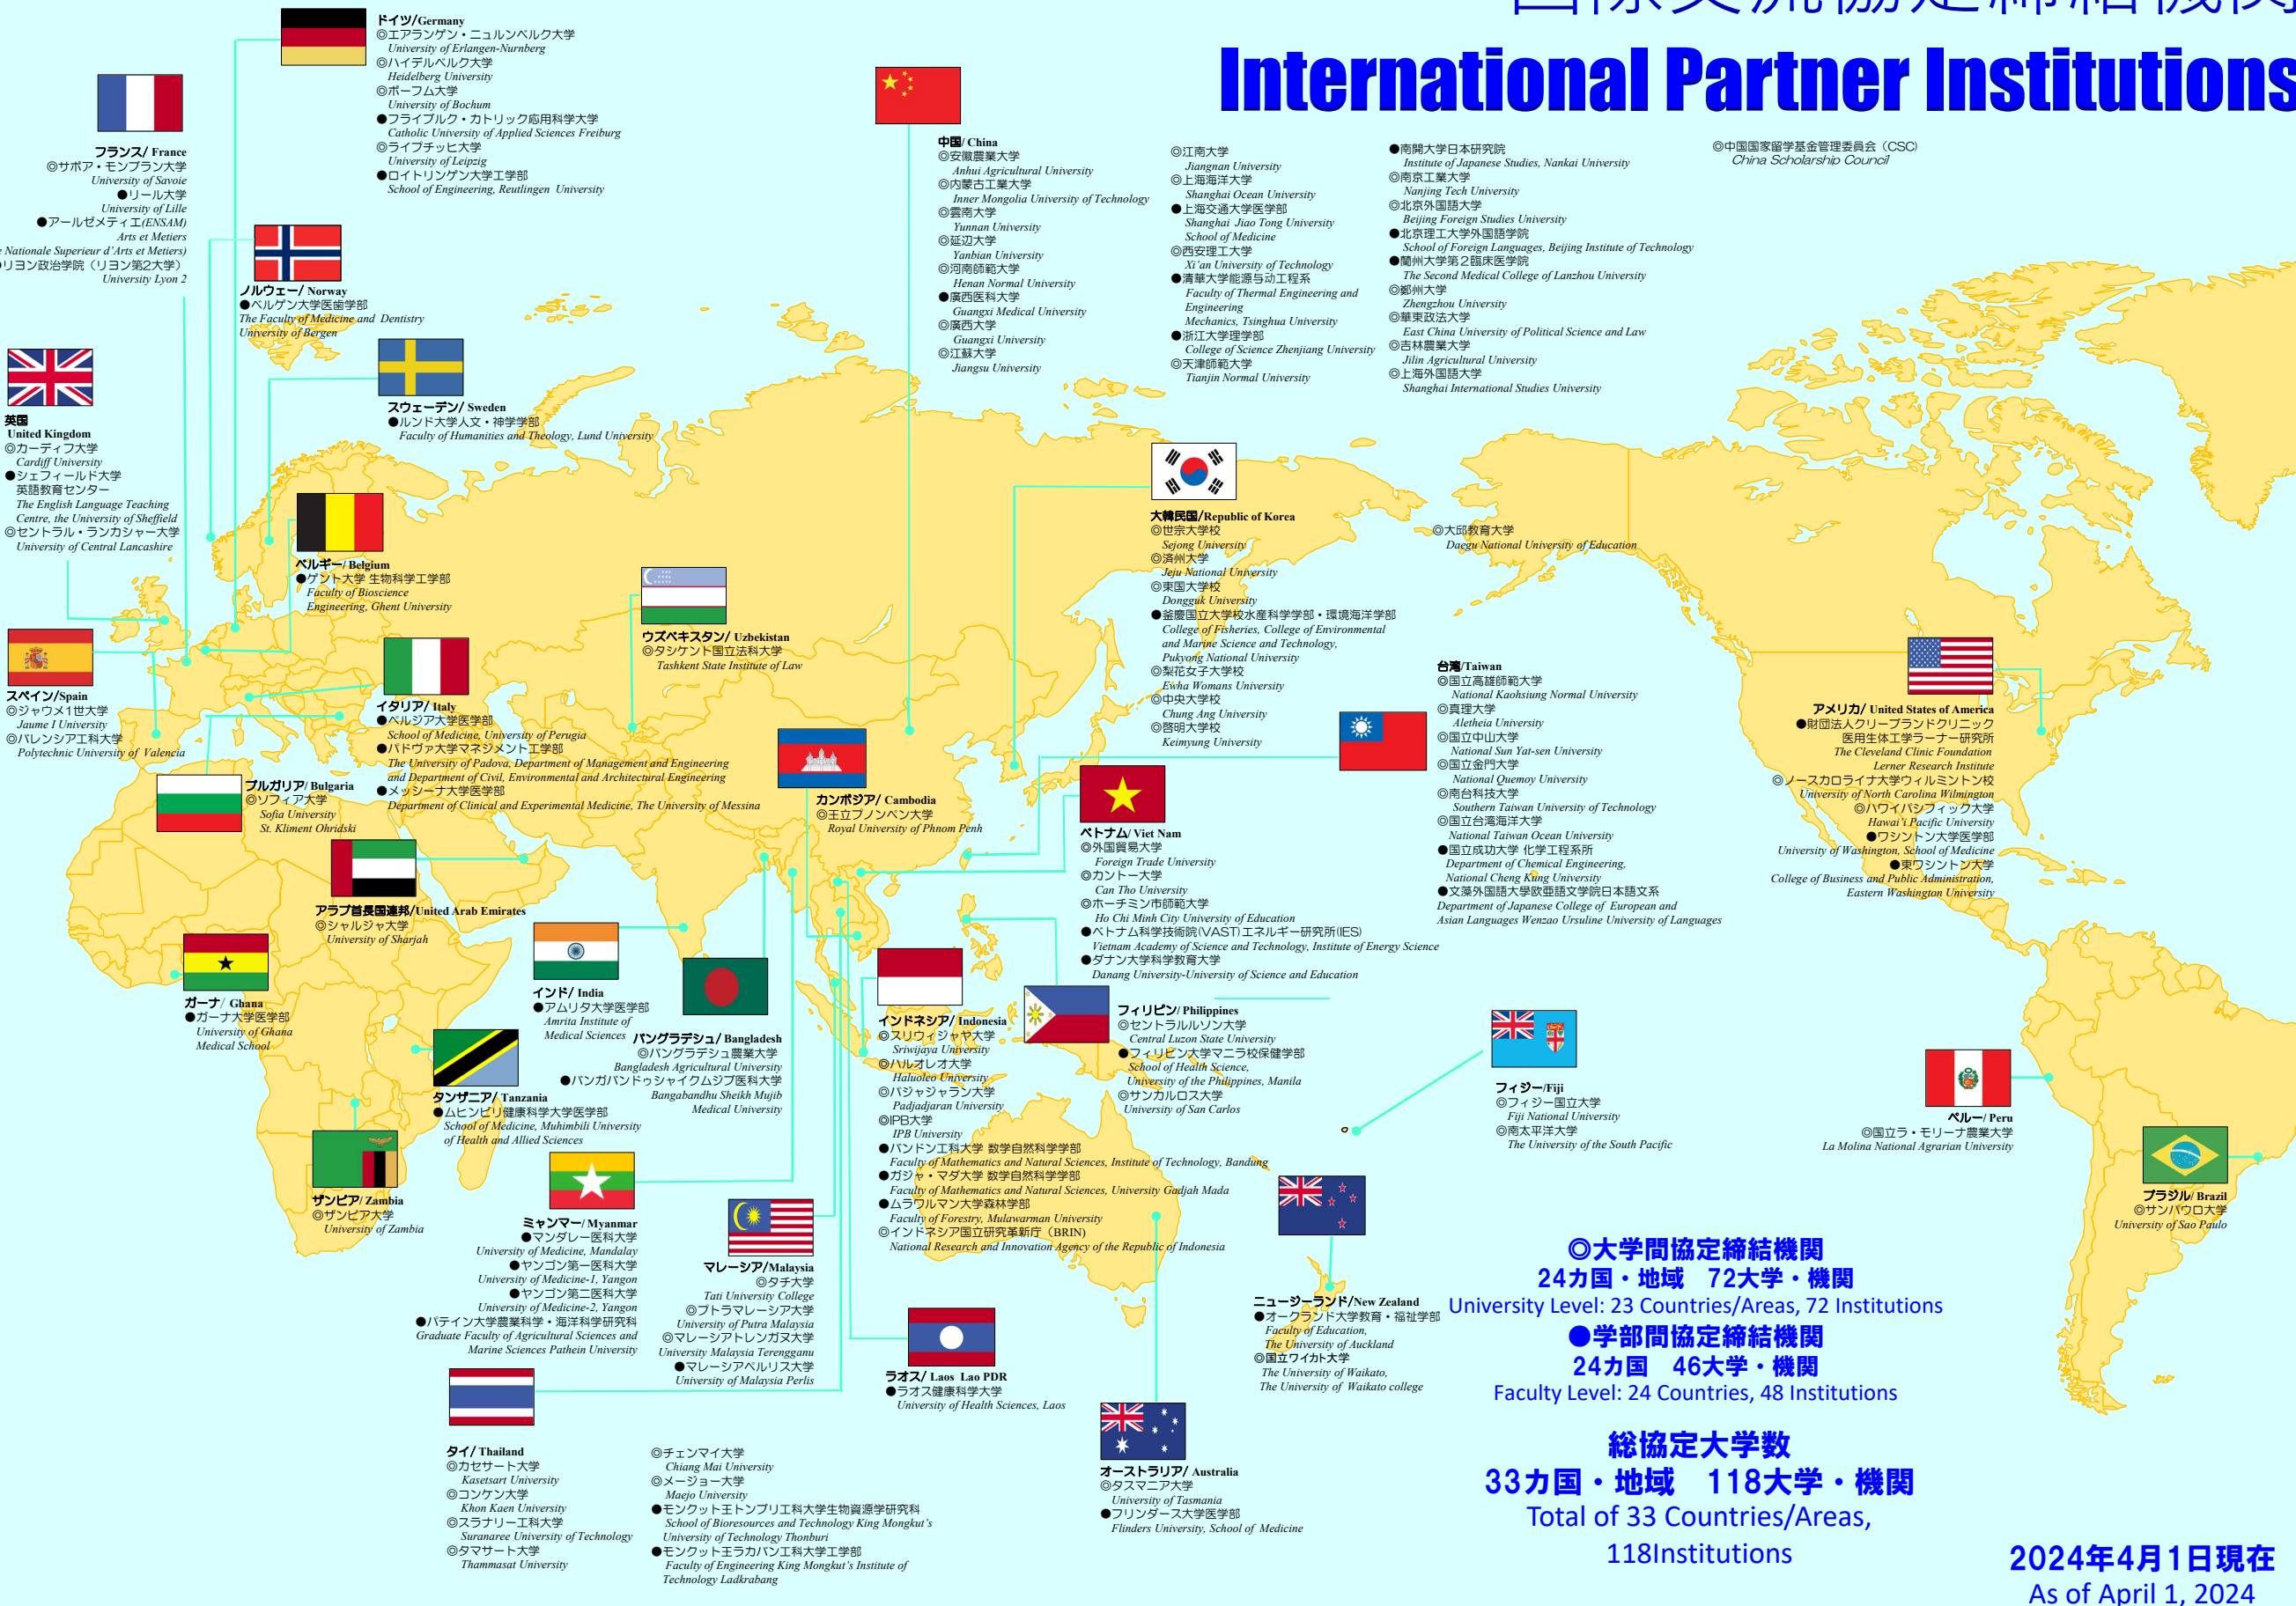 International Partner Institutions
ドイツ/Germany
◎エアランゲン・ニュルンベルク大学
University of Erlangen-Nurnberg
◎ハイデルベルク大学
Heidelberg University
◎ボーフム大学
University of Bochum
●フライブルク・カトリック応用科学大学
Catholic University of Applied Sciences Freiburg
◎ライプチッヒ大学
University of Leipzig
●ロイトリンゲン大学工学部
School of Engineering, Reutlingen University
フランス/ France
◎サボア・モンブラン大学
University of Savoie
●リール大学
University of Lille
●アールゼメティエ(ENSAM)
Arts et Metiers
Nationale Superieur d'Arts et Metiers)
リヨン政治学院（リヨン第2大学）
University Lyon 2
ノルウェー/ Norway
●ベルゲン大学医歯学部
The Faculty of Medicine and Dentistry
University of Bergen
スウェーデン/ Sweden
●ルンド大学人文・神学学部
Faculty of Humanities and Theology, Lund University
英国
United Kingdom
◎カーディフ大学
Cardiff University
●シェフィールド大学
英語教育センター
The English Language Teaching
Centre, the University of Sheffield
◎セントラル・ランカシャー大学
University of Central Lancashire
ベルギー/ Belgium
●ゲント大学 生物科学工学部
Faculty of Bioscience
Engineering, Ghent University
スペイン/Spain
◎ジャウメ1世大学
Jaume I University
◎バレンシア工科大学
Polytechnic University of Valencia
イタリア/ Italy
●ペルジア大学医学部
School of Medicine, University of Perugia
●パドヴァ大学マネジメント工学部
The University of Padova, Department of Management and Engineering
and Department of Civil, Environmental and Architectural Engineering
●メッシーナ大学医学部
Department of Clinical and Experimental Medicine, The University of Messina
ブルガリア/ Bulgaria
◎ソフィア大学
Sofia University
St. Kliment Ohridski
ウズベキスタン/ Uzbekistan
◎タシケント国立法科大学
Tashkent State Institute of Law
カンボジア/ Cambodia
◎王立プノンペン大学
Royal University of Phnom Penh
アラブ首長国連邦/United Arab Emirates
◎シャルジャ大学
University of Sharjah
ガーナ/ Ghana
●ガーナ大学医学部
University of Ghana
Medical School
インド/ India
●アムリタ大学医学部
Amrita Institute of
Medical Sciences
バングラデシュ/ Bangladesh
◎バングラデシュ農業大学
Bangladesh Agricultural University
●バンガバンドゥシャイクムジブ医科大学
Bangabandhu Sheikh Mujib
Medical University
タンザニア/ Tanzania
●ムヒンビリ健康科学大学医学部
School of Medicine, Muhimbili University
of Health and Allied Sciences
ザンビア/ Zambia
◎ザンビア大学
University of Zambia
ミャンマー/ Myanmar
●マンダレー医科大学
University of Medicine, Mandalay
●ヤンゴン第一医科大学
University of Medicine-1, Yangon
●ヤンゴン第二医科大学
University of Medicine-2, Yangon
●パテイン大学農業科学・海洋科学研究科
Graduate Faculty of Agricultural Sciences and
Marine Sciences Pathein University
マレーシア/Malaysia
◎タチ大学
Tati University College
◎プトラマレーシア大学
University of Putra Malaysia
◎マレーシアトレンガヌ大学
University Malaysia Terengganu
●マレーシアペルリス大学
University of Malaysia Perlis
タイ/ Thailand
◎カセサート大学
Kasetsart University
◎コンケン大学
Khon Kaen University
◎スラナリー工科大学
Suranaree University of Technology
◎タマサート大学
Thammasat University
◎チェンマイ大学
Chiang Mai University
◎メージョー大学
Maejo University
●モンクット王トンブリ工科大学生物資源学研究科
School of Bioresources and Technology King Mongkut's
University of Technology Thonburi
●モンクット王ラカバン工科大学工学部
Faculty of Engineering King Mongkut's Institute of
Technology Ladkrabang
中国/ China
◎安徽農業大学
Anhui Agricultural University
◎内蒙古工業大学
Inner Mongolia University of Technology
◎雲南大学
Yunnan University
◎延辺大学
Yanbian University
◎河南師範大学
Henan Normal University
●廣西医科大学
Guangxi Medical University
◎廣西大学
Guangxi University
◎江蘇大学
Jiangsu University
◎江南大学
Jiangnan University
◎上海海洋大学
Shanghai Ocean University
●上海交通大学医学部
Shanghai Jiao Tong University
School of Medicine
◎西安理工大学
Xi'an University of Technology
●清華大学能源与动工程系
Faculty of Thermal Engineering and
Engineering
Mechanics, Tsinghua University
●浙江大学理学部
College of Science Zhenjiang University
◎天津師範大学
Tianjin Normal University
●南開大学日本研究院
Institute of Japanese Studies, Nankai University
◎南京工業大学
Nanjing Tech University
◎北京外国語大学
Beijing Foreign Studies University
●北京理工大学外国語学院
School of Foreign Languages, Beijing Institute of Technology
●蘭州大学第２臨床医学院
The Second Medical College of Lanzhou University
◎鄭州大学
Zhengzhou University
◎華東政法大学
East China University of Political Science and Law
◎吉林農業大学
Jilin Agricultural University
◎上海外国語大学
Shanghai International Studies University
◎中国国家留学基金管理委員会（CSC）
China Scholarship Council
大韓民国/Republic of Korea
◎世宗大学校
Sejong University
◎済州大学
Jeju National University
◎東国大学校
Dongguk University
●釜慶国立大学校水産科学学部・環境海洋学部
College of Fisheries, College of Environmental
and Marine Science and Technology,
Pukyong National University
◎梨花女子大学校
Ewha Womans University
◎中央大学校
Chung Ang University
◎啓明大学校
Keimyung University
◎大邱教育大学
Daegu National University of Education
台湾/Taiwan
◎国立高雄師範大学
National Kaohsiung Normal University
◎真理大学
Aletheia University
◎国立中山大学
National Sun Yat-sen University
◎国立金門大学
National Quemoy University
◎南台科技大学
Southern Taiwan University of Technology
◎国立台湾海洋大学
National Taiwan Ocean University
●国立成功大学 化学工程系所
Department of Chemical Engineering,
National Cheng Kung University
●文藻外国語大學欧亜語文学院日本語文系
Department of Japanese College of European and
Asian Languages Wenzao Ursuline University of Languages
ベトナム/ Viet Nam
◎外国貿易大学
Foreign Trade University
◎カントー大学
Can Tho University
◎ホーチミン市師範大学
Ho Chi Minh City University of Education
●ベトナム科学技術院(VAST)エネルギー研究所(IES)
Vietnam Academy of Science and Technology, Institute of Energy Science
●ダナン大学科学教育大学
Danang University-University of Science and Education
インドネシア/ Indonesia
◎スリウィジャヤ大学
Sriwijaya University
◎ハルオレオ大学
Haluoleo University
◎パジャジャラン大学
Padjadjaran University
◎IPB大学
IPB University
●バンドン工科大学 数学自然科学学部
Faculty of Mathematics and Natural Sciences, Institute of Technology, Bandung
●ガジャ・マダ大学 数学自然科学学部
Faculty of Mathematics and Natural Sciences, University Gadjah Mada
●ムラワルマン大学森林学部
Faculty of Forestry, Mulawarman University
◎インドネシア国立研究革新庁（BRIN）
National Research and Innovation Agency of the Republic of Indonesia
フィリピン/ Philippines
◎セントラルルソン大学
Central Luzon State University
●フィリピン大学マニラ校保健学部
School of Health Science,
University of the Philippines, Manila
◎サンカルロス大学
University of San Carlos
ラオス/ Laos Lao PDR
●ラオス健康科学大学
University of Health Sciences, Laos
オーストラリア/ Australia
◎タスマニア大学
University of Tasmania
●フリンダース大学医学部
Flinders University, School of Medicine
ニュージーランド/New Zealand
●オークランド大学教育・福祉学部
Faculty of Education,
The University of Auckland
◎国立ワイカト大学
The University of Waikato,
The University of Waikato college
フィジー/Fiji
◎フィジー国立大学
Fiji National University
◎南太平洋大学
The University of the South Pacific
アメリカ/ United States of America
●財団法人クリーブランドクリニック
医用生体工学ラーナー研究所
The Cleveland Clinic Foundation
Lerner Research Institute
◎ノースカロライナ大学ウィルミントン校
University of North Carolina Wilmington
◎ハワイパシフィック大学
Hawai'i Pacific University
●ワシントン大学医学部
University of Washington, School of Medicine
●東ワシントン大学
College of Business and Public Administration,
Eastern Washington University
ペルー/ Peru
◎国立ラ・モリーナ農業大学
La Molina National Agrarian University
ブラジル/ Brazil
◎サンパウロ大学
University of Sao Paulo
◎大学間協定締結機関
24カ国・地域 72大学・機関
University Level: 23 Countries/Areas, 72 Institutions
●学部間協定締結機関
24カ国 46大学・機関
Faculty Level: 24 Countries, 48 Institutions
総協定大学数
33カ国・地域 118大学・機関
Total of 33 Countries/Areas,
118Institutions
2024年4月1日現在
As of April 1, 2024